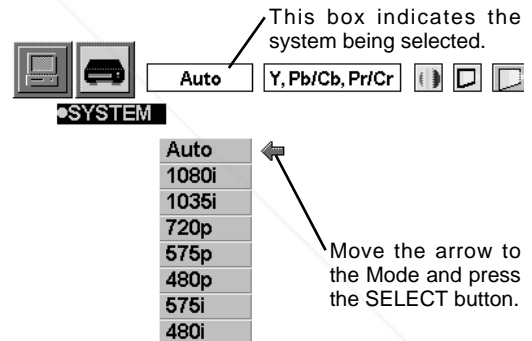 This box indicates the
system being selected.
Auto
Y, Pb/Cb, Pr/Cr
●SYSTEM
Auto
1080i
1035i
720p
575p
480p
575i
480i
Move the arrow to
the Mode and press
the SELECT button.